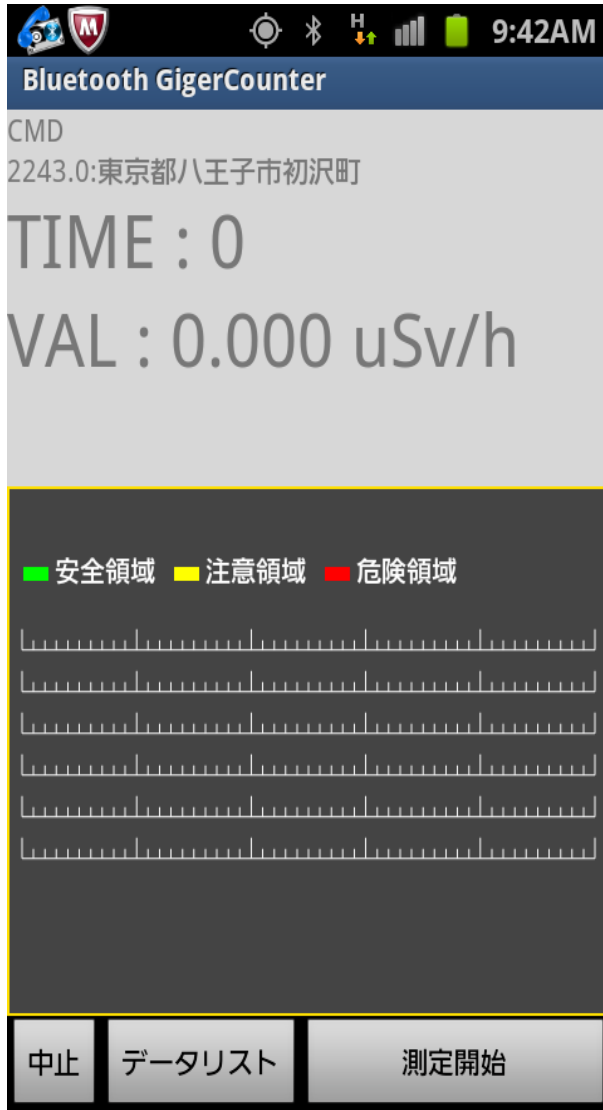 9:42AM
Bluetooth GigerCounter
CMD
2243.0:東京都八王子市初沢町
TIME : 0
VAL : 0.000 uSv/h
安全領域 注意領域 危険領域
中止 データリスト 測定開始